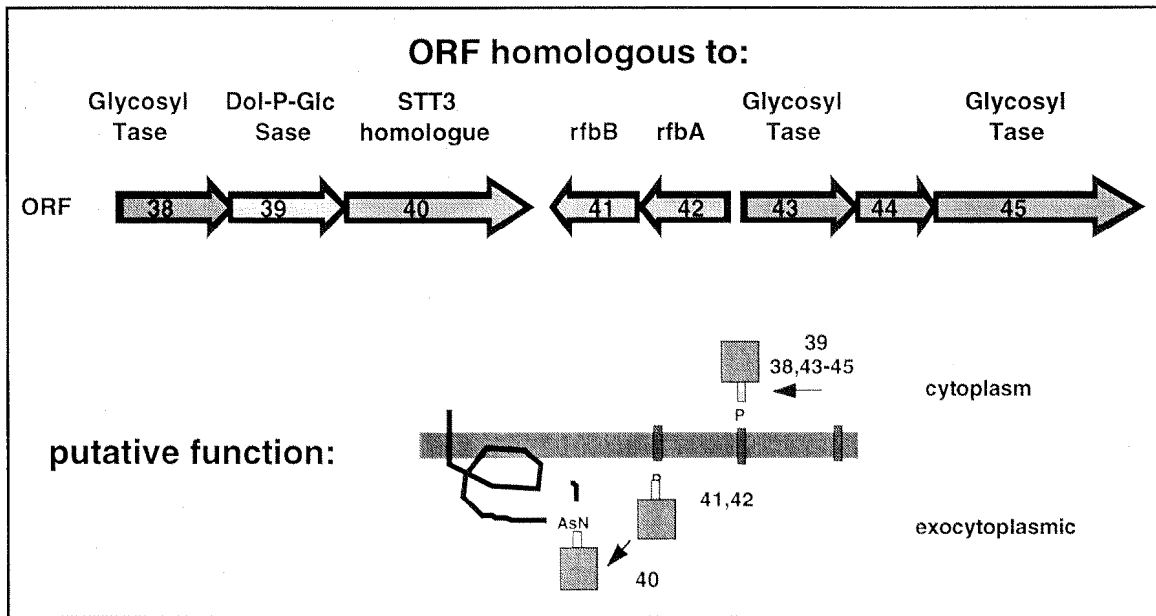 ORF homologous to:
Glycosyl Dol-P-Glc STT3 Glycosyl Glycosyl
Tase Sase homologue rfbB rfbA Tase Tase
ORF 38 39 40 41 42 43 44 45
39
38,43-45
cytoplasm
P
putative function:
P
41,42
AsN
exocytoplasmic
40